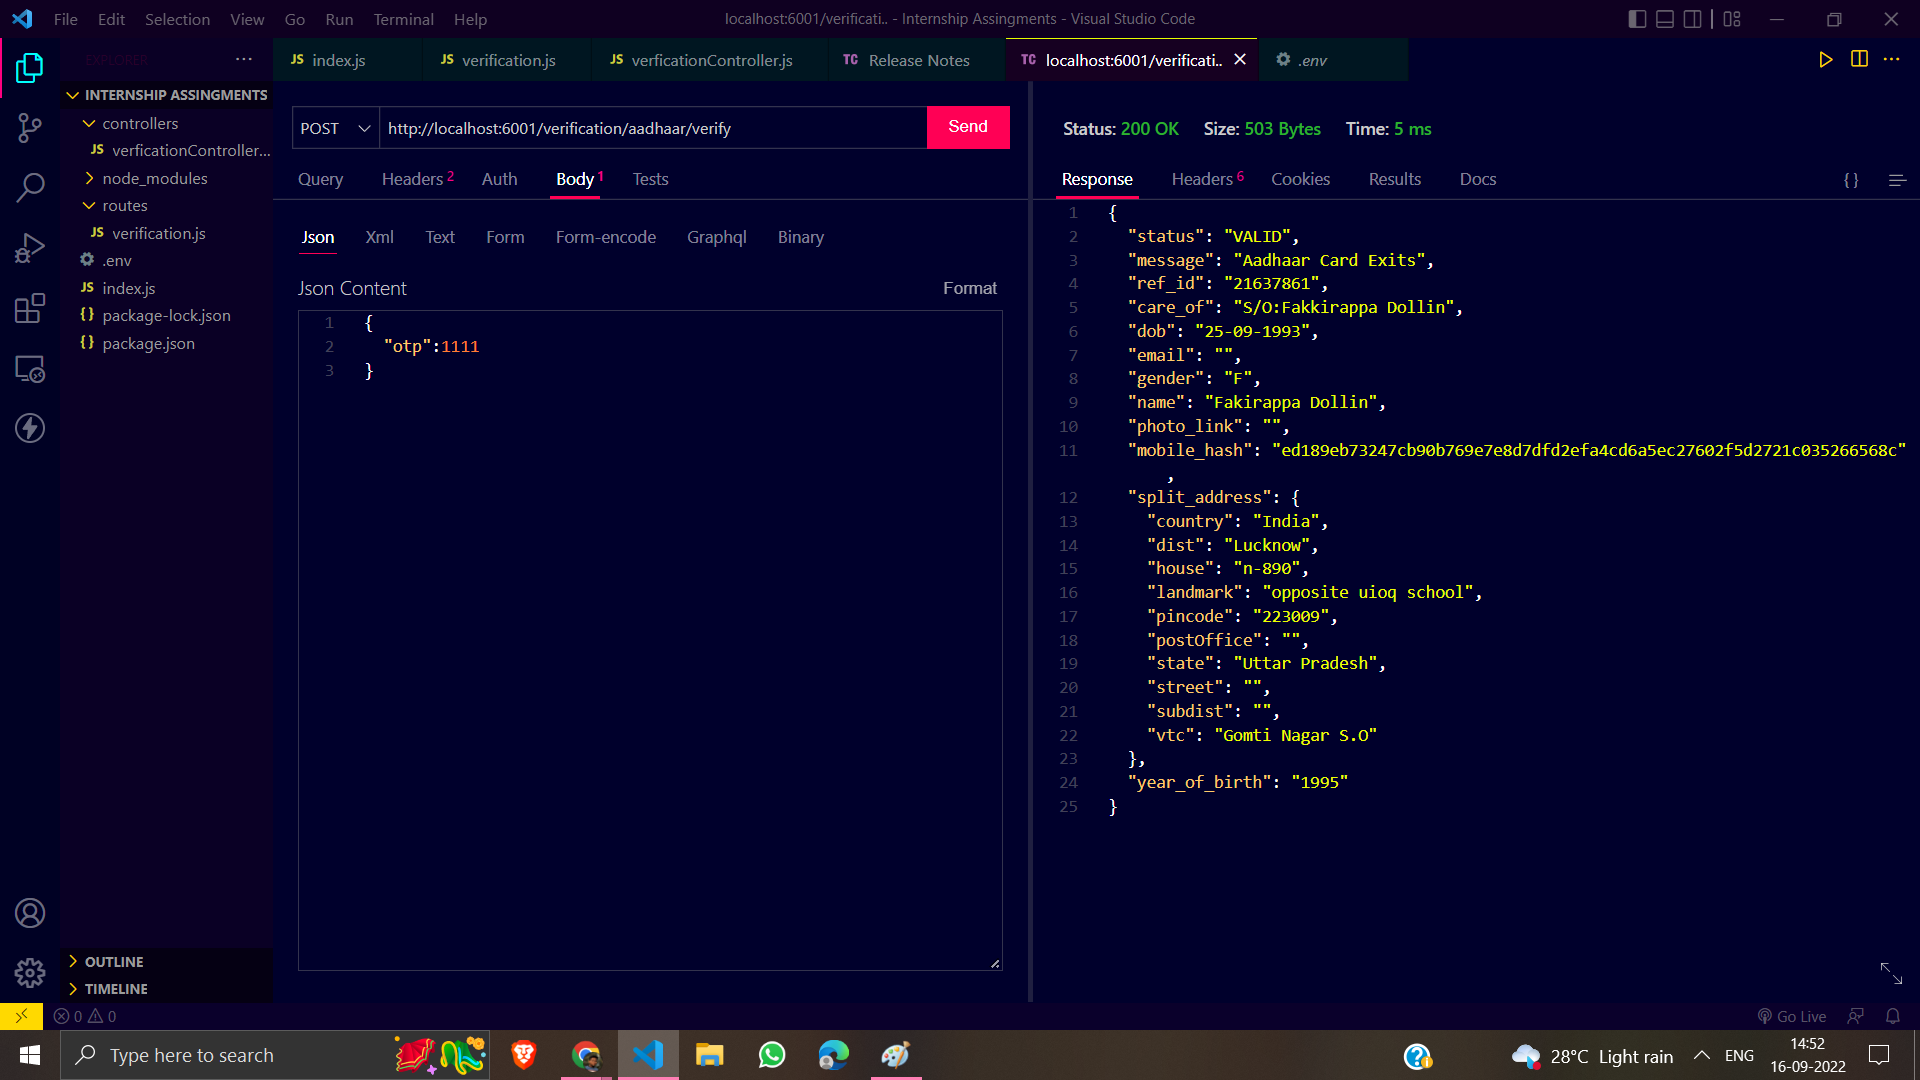 File Edit Selection View Go Run Terminal Help
localhost:6001/verificati.. - Internship Assingments - Visual Studio Code
EXPLORER ...
JS index.js
JS verification.js
JS verficationController.js
TC Release Notes
TC localhost:6001/verificati..
.env
INTERNSHIP ASSINGMENTS
controllers
JS verficationController...
node_modules
routes
JS verification.js
.env
JS index.js
{} package-lock.json
{} package.json
OUTLINE
TIMELINE
POST http://localhost:6001/verification/aadhaar/verify Send
Query Headers 2 Auth Body 1 Tests
Json Xml Text Form Form-encode Graphql Binary
Json Content Format
1 {
2 "otp":1111
3 }
Status: 200 OK Size: 503 Bytes Time: 5 ms
Response Headers 6 Cookies Results Docs {}
1 {
2 "status": "VALID",
3 "message": "Aadhaar Card Exits",
4 "ref_id": "21637861",
5 "care_of": "S/O:Fakkirappa Dollin",
6 "dob": "25-09-1993",
7 "email": "",
8 "gender": "F",
9 "name": "Fakirappa Dollin",
10 "photo_link": "",
11 "mobile_hash": "ed189eb73247cb90b769e7e8d7dfd2efa4cd6a5ec27602f5d2721c035266568c"
,
12 "split_address": {
13 "country": "India",
14 "dist": "Lucknow",
15 "house": "n-890",
16 "landmark": "opposite uioq school",
17 "pincode": "223009",
18 "postOffice": "",
19 "state": "Uttar Pradesh",
20 "street": "",
21 "subdist": "",
22 "vtc": "Gomti Nagar S.O"
23 },
24 "year_of_birth": "1995"
25 }
0 0
Go Live
Type here to search
28°C Light rain
ENG
14:52
16-09-2022